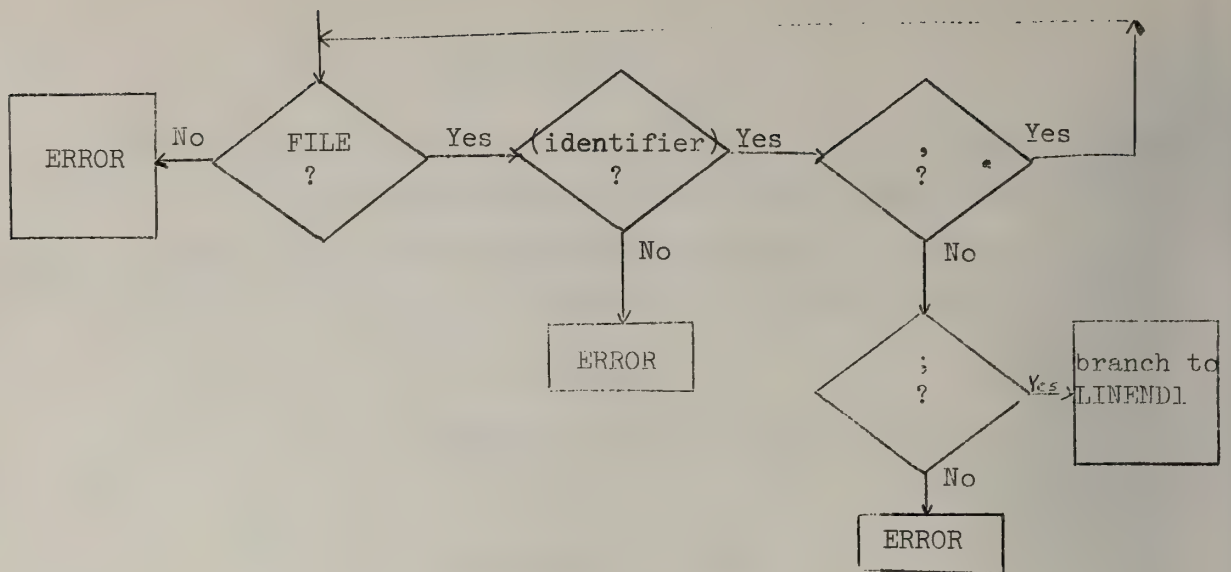 ERROR
No
FILE
?
Yes
(identifier)
?
Yes
,
?
Yes
No
ERROR
No
;
?
Yes
branch to
LINEND1
No
ERROR